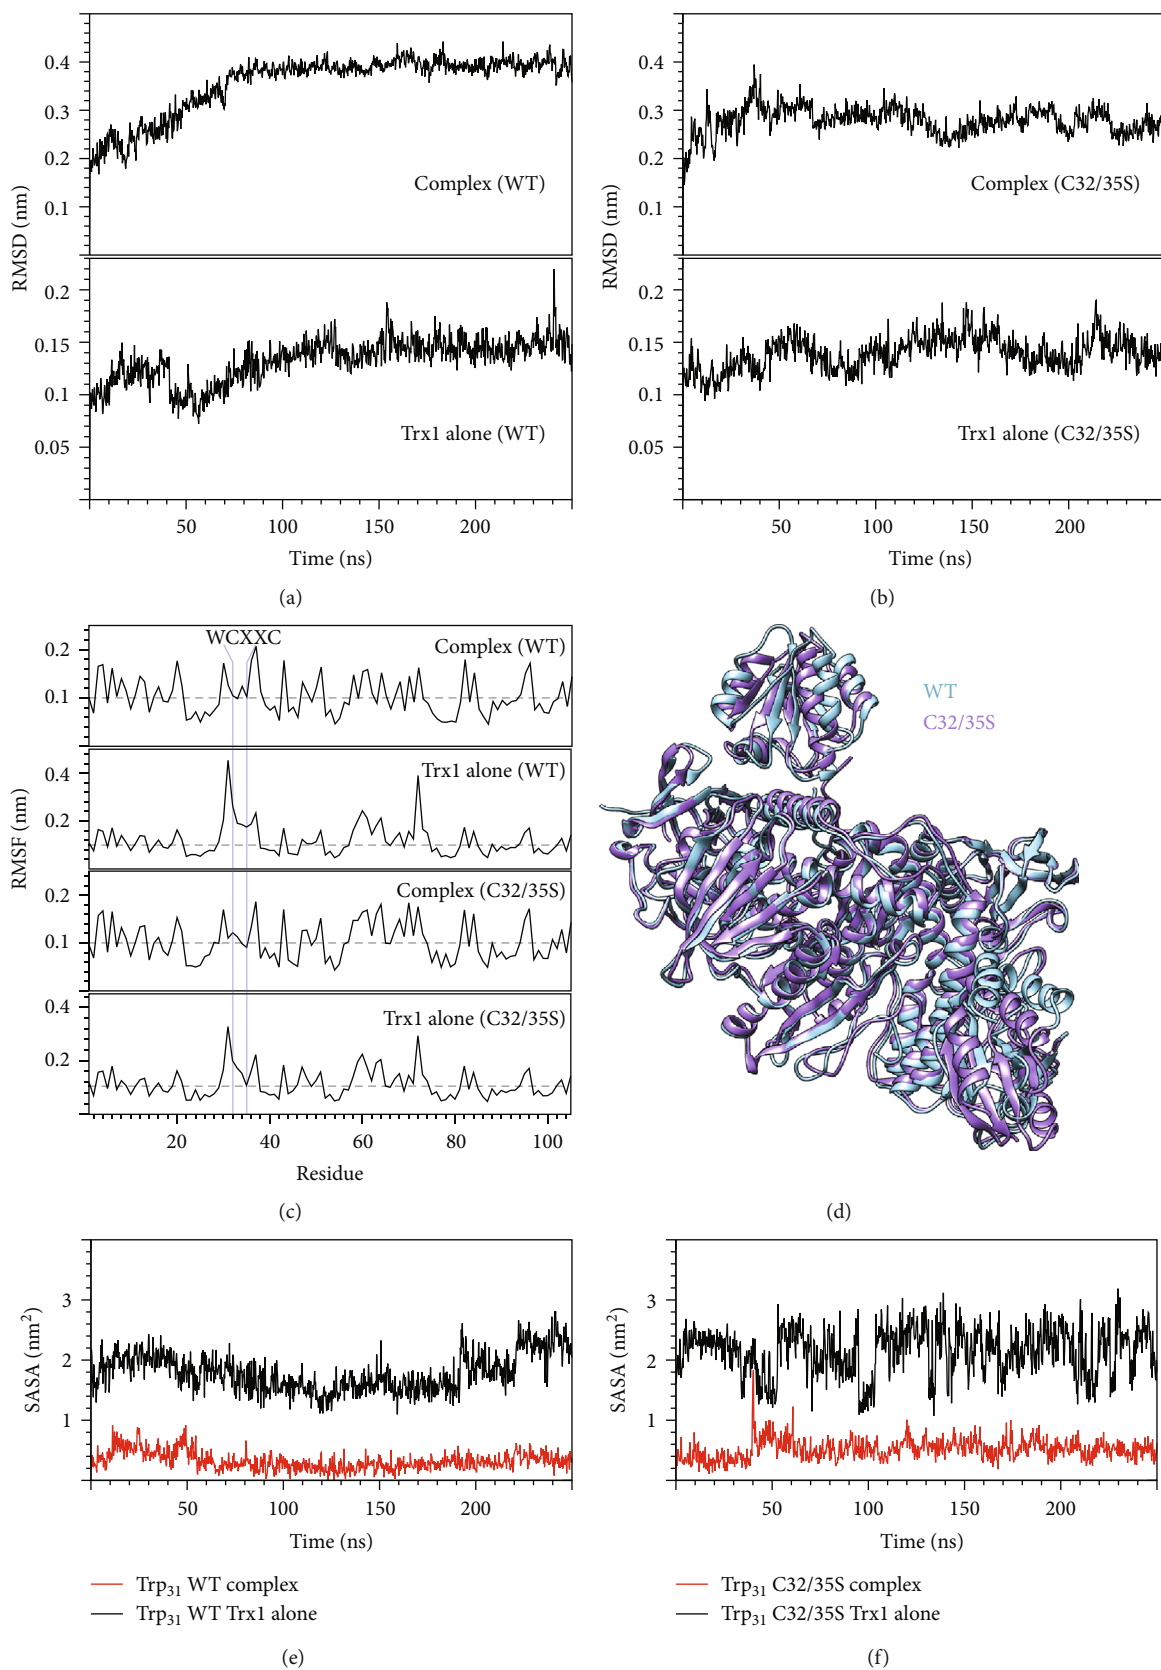 0.4
0.3
0.2
0.1
Complex (WT)
0.2
0.15
0.1
0.05
Trx1 alone (WT)
RMSD (nm)
50 100 150 200
Time (ns)
(a)
0.4
0.3
0.2
0.1
Complex (C32/35S)
0.2
0.15
0.1
0.05
Trx1 alone (C32/35S)
RMSD (nm)
50 100 150 200
Time (ns)
(b)
WCXXC
Complex (WT)
0.2
0.1
Trx1 alone (WT)
0.4
0.2
Complex (C32/35S)
0.2
0.1
Trx1 alone (C32/35S)
0.4
0.2
RMSF (nm)
20 40 60 80 100
Residue
(c)
WT
C32/35S
(d)
3
2
1
SASA (nm²)
50 100 150 200
Time (ns)
Trp₃₁ WT complex
Trp₃₁ WT Trx1 alone
(e)
3
2
1
SASA (nm²)
50 100 150 200
Time (ns)
Trp₃₁ C32/35S complex
Trp₃₁ C32/35S Trx1 alone
(f)